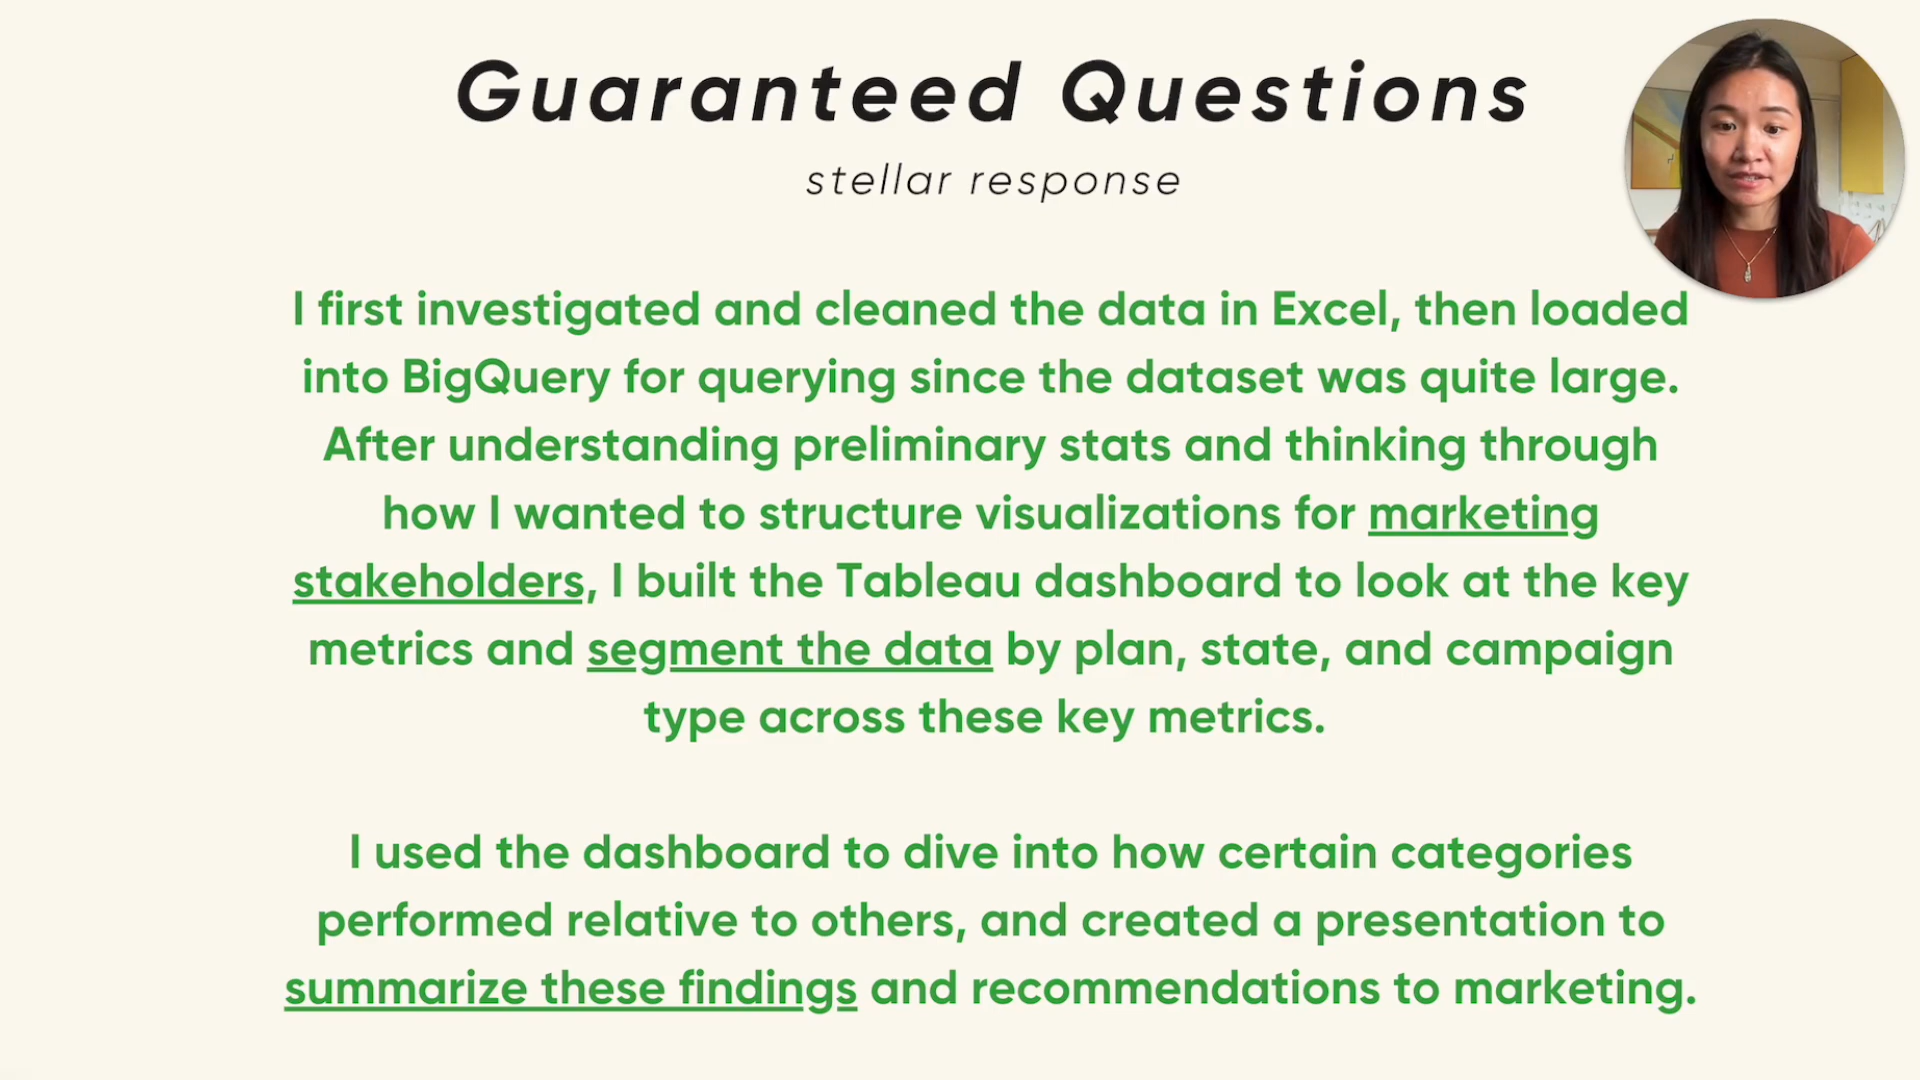 Guaranteed Questions
stellar response
I first investigated and cleaned the data in Excel, then loaded
into BigQuery for querying since the dataset was quite large.
After understanding preliminary stats and thinking through
how I wanted to structure visualizations for marketing
stakeholders, I built the Tableau dashboard to look at the key
metrics and segment the data by plan, state, and campaign
type across these key metrics.
I used the dashboard to dive into how certain categories
performed relative to others, and created a presentation to
summarize these findings and recommendations to marketing.